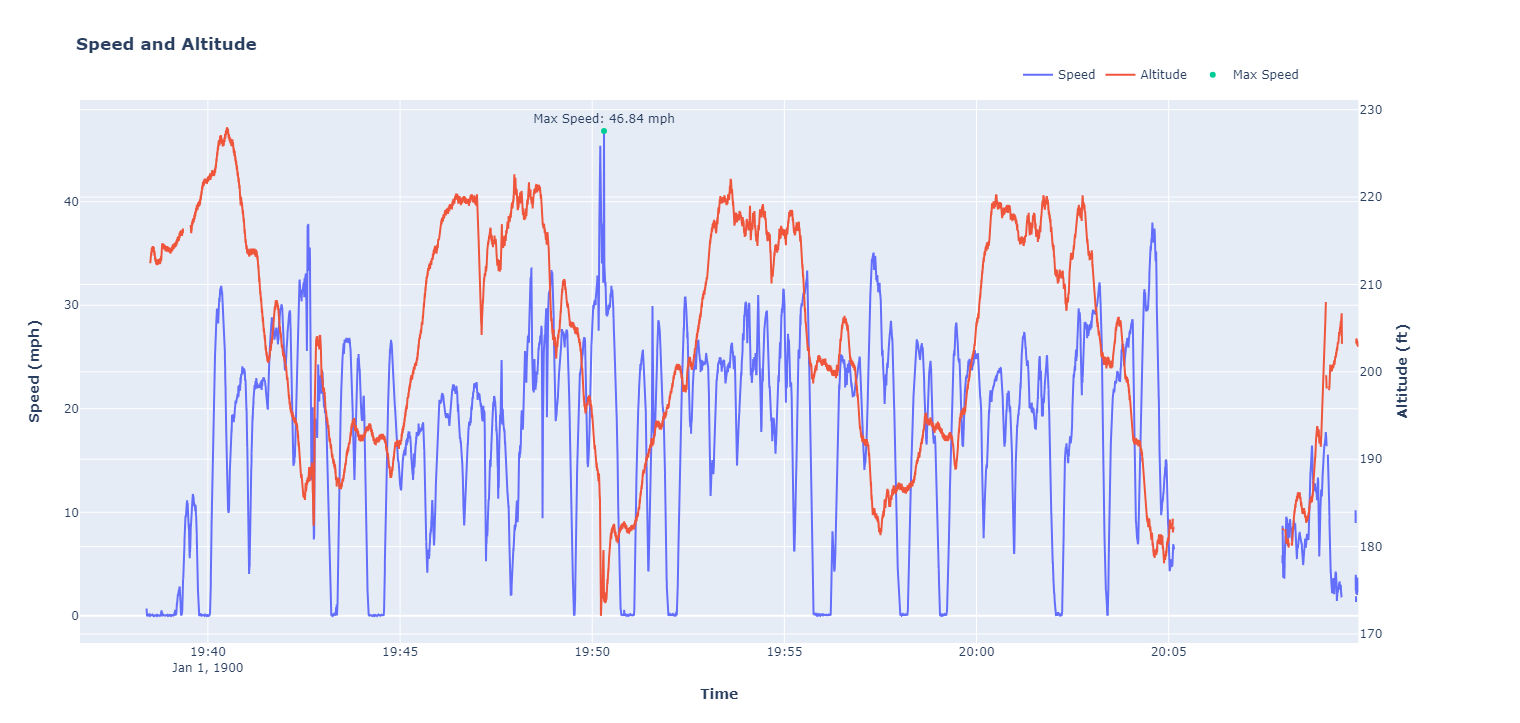 Speed and Altitude
Speed Altitude Max Speed
Max Speed: 46.84 mph
230
220
210
200
190
180
170
40
30
20
10
0
Speed (mph)
Altitude (ft)
19:40 19:45 19:50 19:55 20:00 20:05
Jan 1, 1900
Time